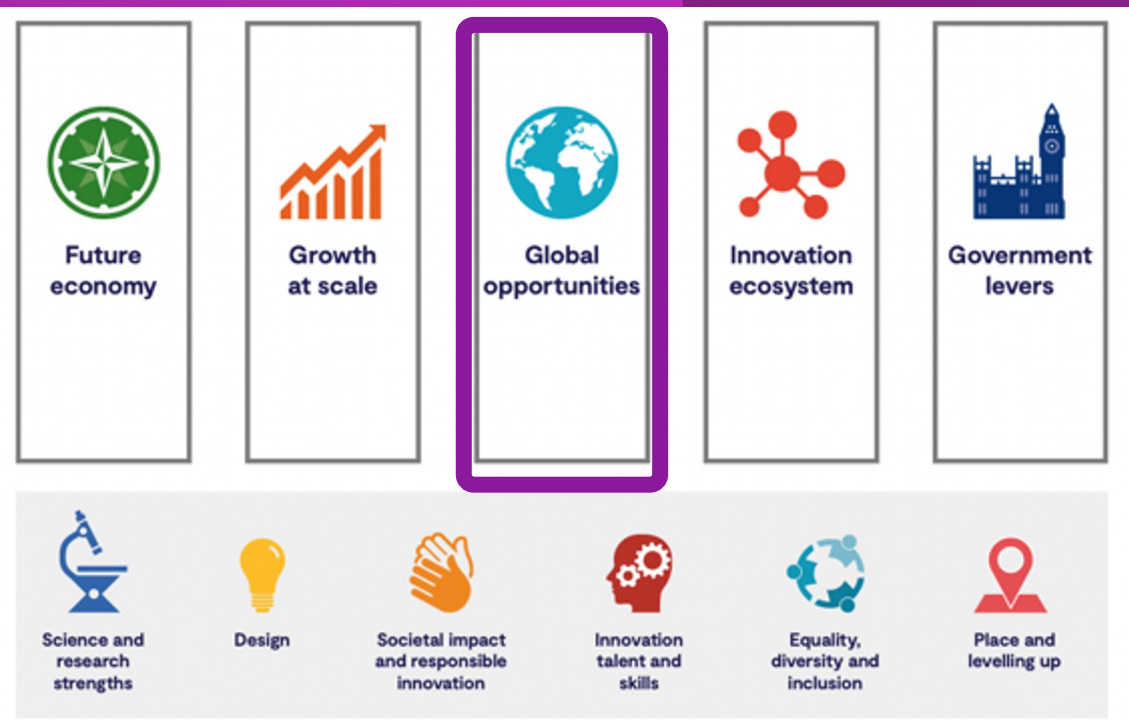 Future
economy
Growth
at scale
Global
opportunities
Innovation
ecosystem
Government
levers
Science and
research
strengths
Design
Societal impact
and responsible
innovation
Innovation
talent and
skills
Equality,
diversity and
inclusion
Place and
levelling up